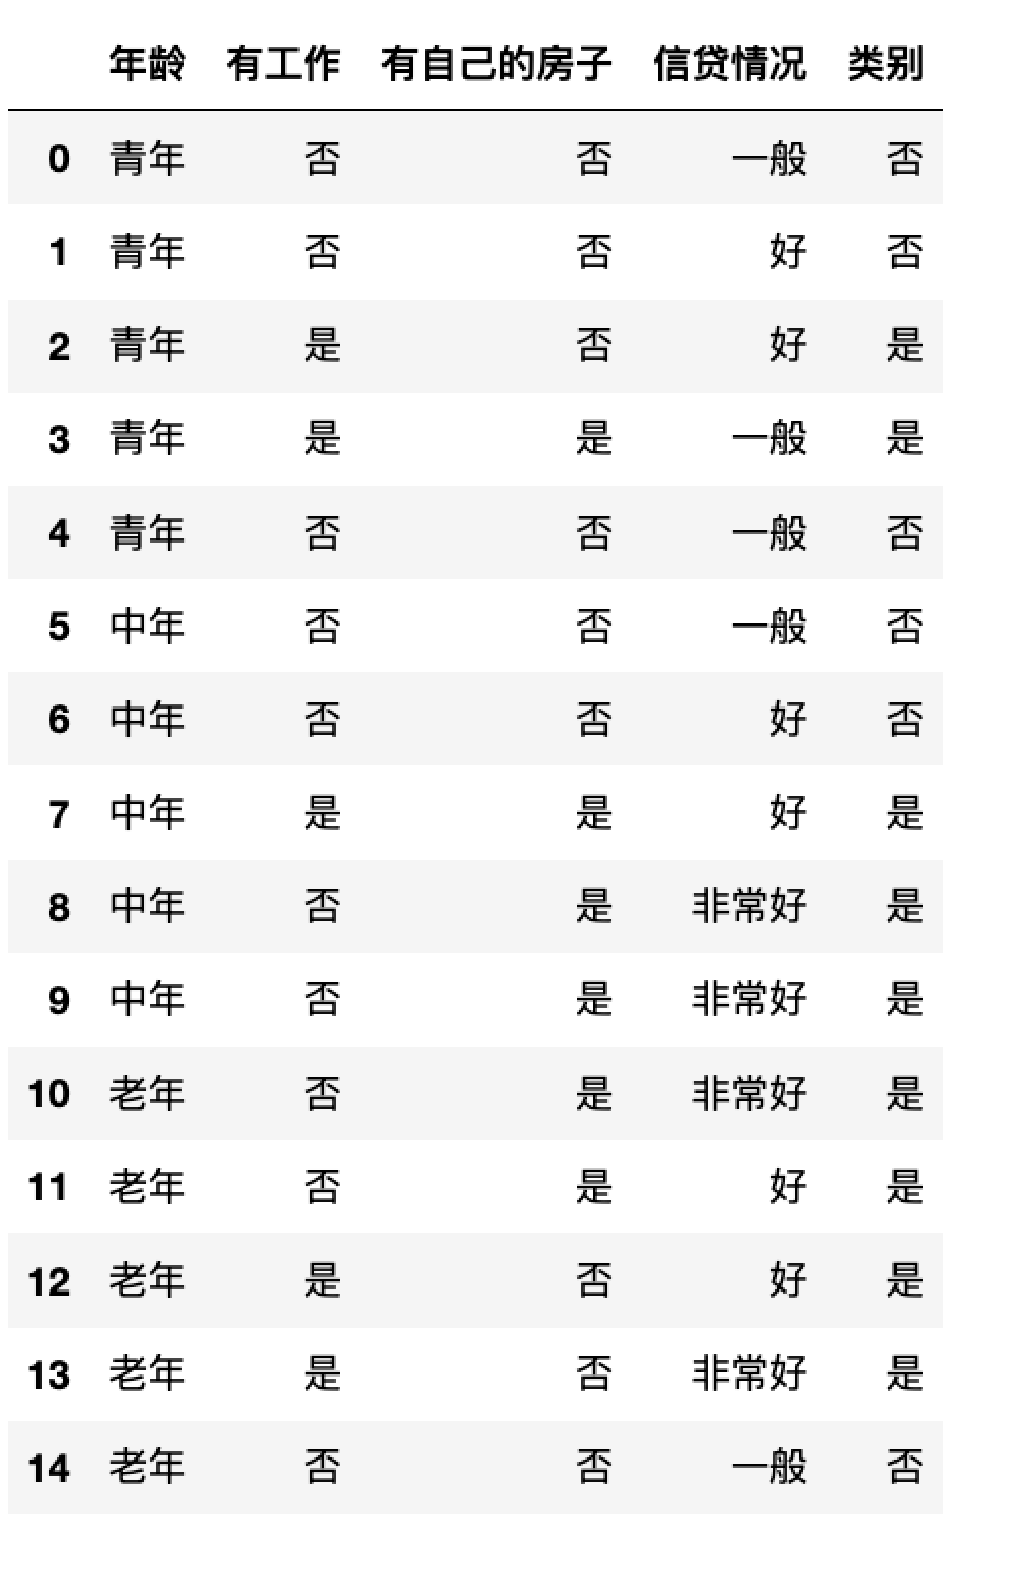 年龄 有工作 有自己的房子 信贷情况 类别
0 青年 否 否 一般 否
1 青年 否 否 好 否
2 青年 是 否 好 是
3 青年 是 是 一般 是
4 青年 否 否 一般 否
5 中年 否 否 一般 否
6 中年 否 否 好 否
7 中年 是 是 好 是
8 中年 否 是 非常好 是
9 中年 否 是 非常好 是
10 老年 否 是 非常好 是
11 老年 否 是 好 是
12 老年 是 否 好 是
13 老年 是 否 非常好 是
14 老年 否 否 一般 否